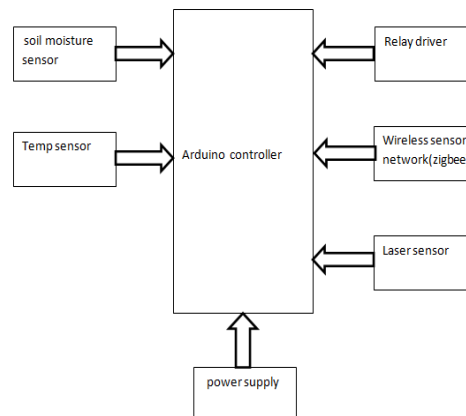 soil moisture
sensor
Relay driver
Temp sensor
Arduino controller
Wireless sensor
network(zigbee
Laser sensor
power supply